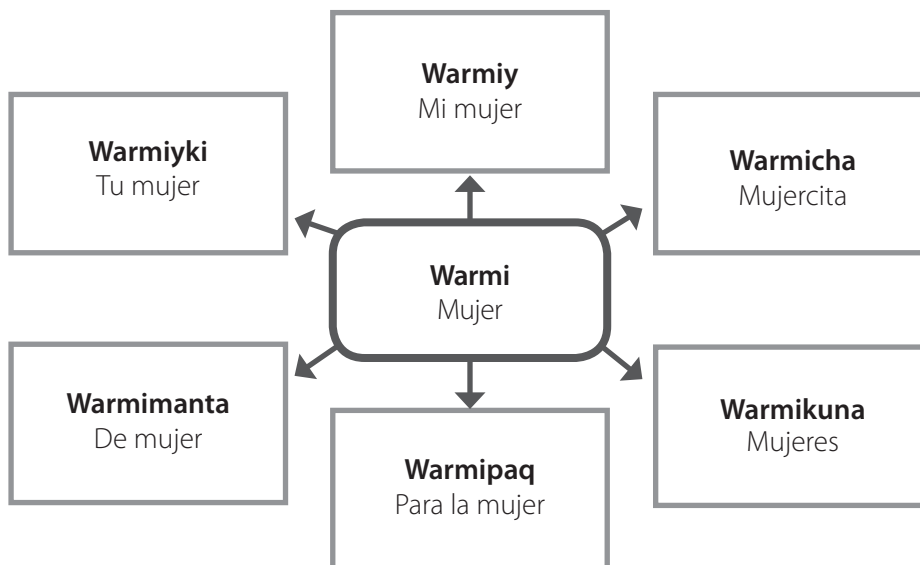 Warmiy
Mi mujer
Warmiyki
Tu mujer
Warmicha
Mujercita
Warmi
Mujer
Warmimanta
De mujer
Warmikuna
Mujeres
Warmipaq
Para la mujer